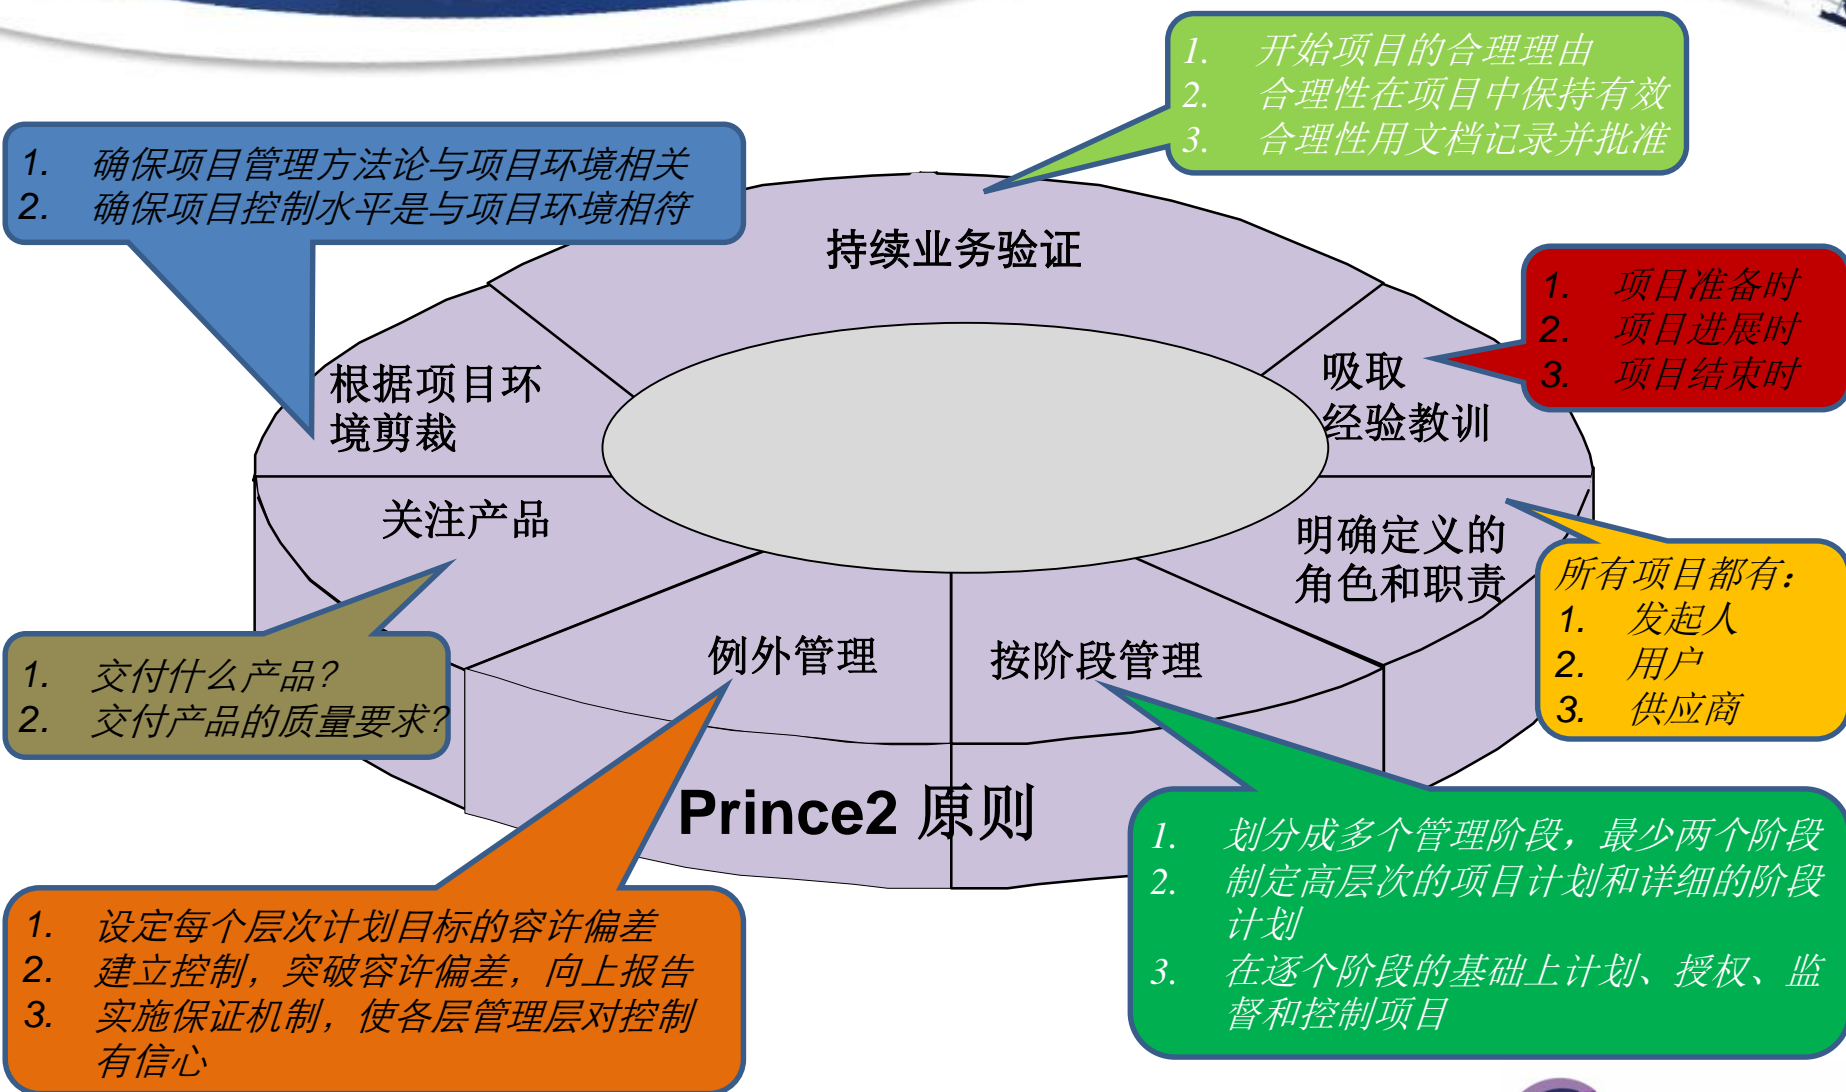 1. 开始项目的合理理由
2. 合理性在项目中保持有效
3. 合理性用文档记录并批准
1. 确保项目管理方法论与项目环境相关
2. 确保项目控制水平是与项目环境相符
持续业务验证
1. 项目准备时
2. 项目进展时
3. 项目结束时
根据项目环
境剪裁
吸取
经验教训
关注产品
明确定义的
角色和职责
所有项目都有：
1. 发起人
2. 用户
3. 供应商
例外管理
按阶段管理
1. 交付什么产品?
2. 交付产品的质量要求?
Prince2 原则
1. 划分成多个管理阶段，最少两个阶段
2. 制定高层次的项目计划和详细的阶段
计划
3. 在逐个阶段的基础上计划、授权、监
督和控制项目
1. 设定每个层次计划目标的容许偏差
2. 建立控制，突破容许偏差，向上报告
3. 实施保证机制，使各层管理层对控制
有信心